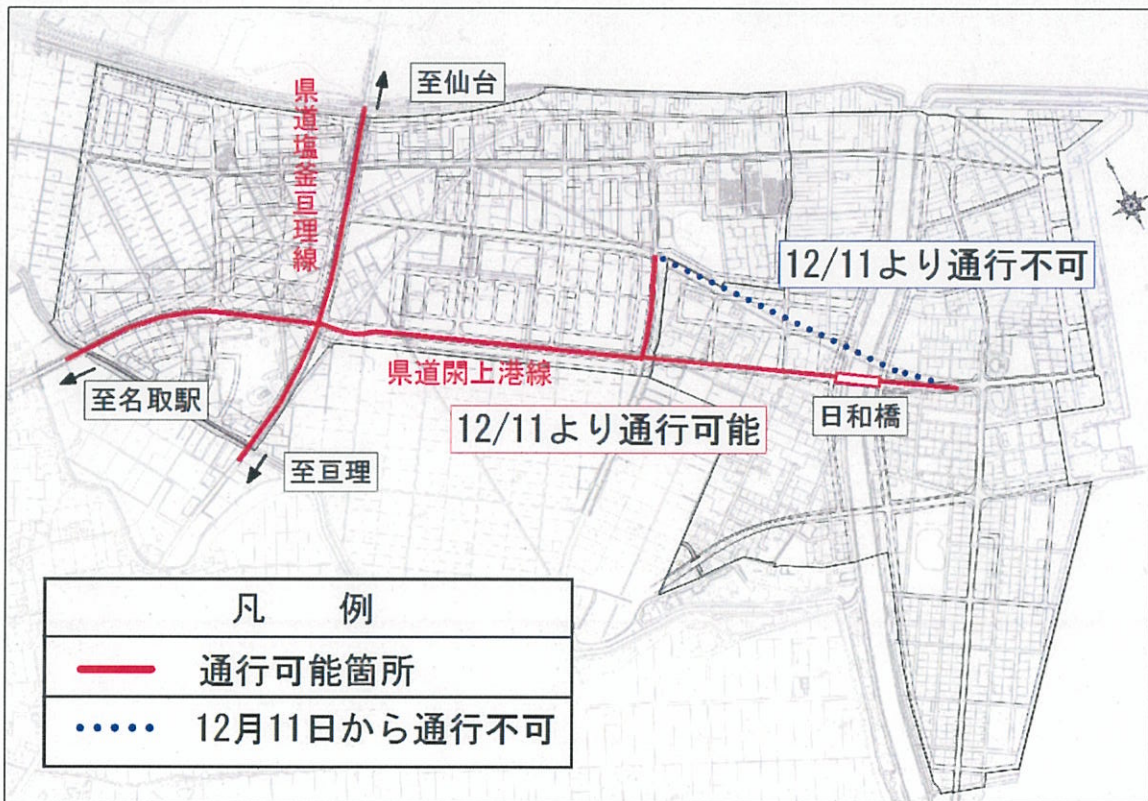 至仙台
県道塩釜亘理線
12/11より通行不可
県道閖上港線
至名取駅
12/11より通行可能
日和橋
至亘理
凡 例
通行可能箇所
12月11日から通行不可